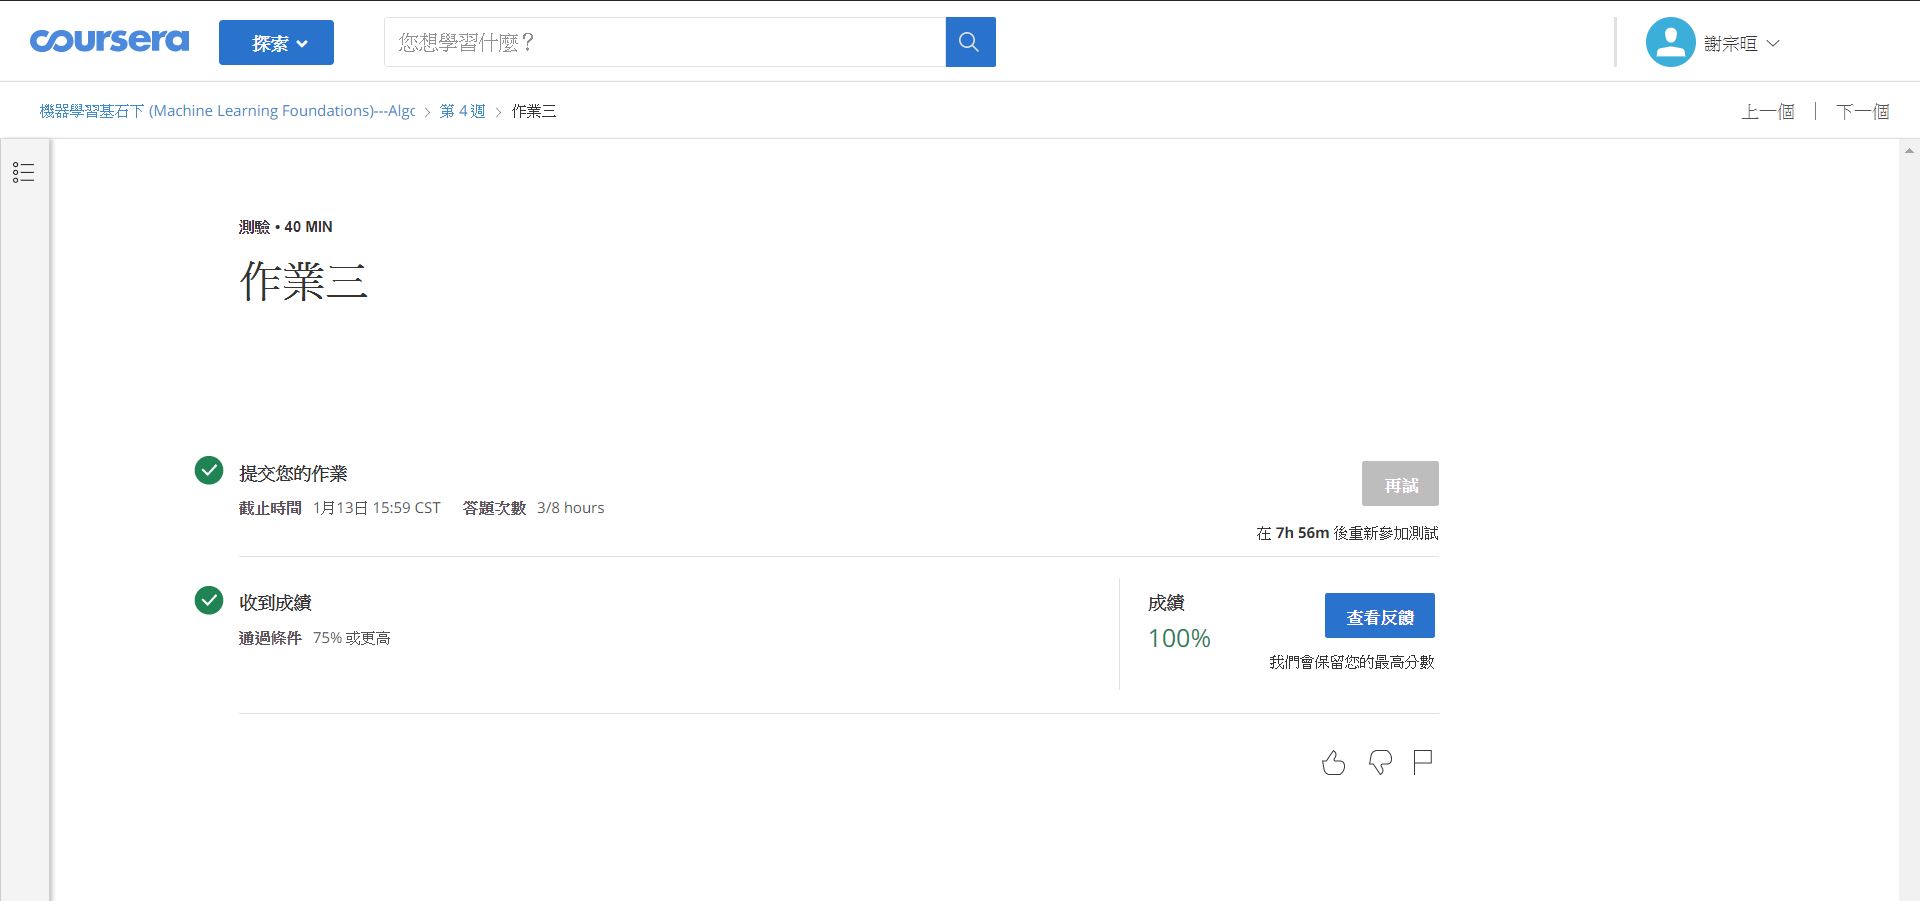 coursera
探索
您想學習什麼？
謝宗晅
機器學習基石下 (Machine Learning Foundations)---Algo
第 4 週
作業三
上一個
下一個
測驗 • 40 MIN
作業三
提交您的作業
截止時間 1月13日 15:59 CST 答題次數 3/8 hours
再試
在 7h 56m 後重新參加測試
收到成績
通過條件 75% 或更高
成績
100%
查看反饋
我們會保留您的最高分數